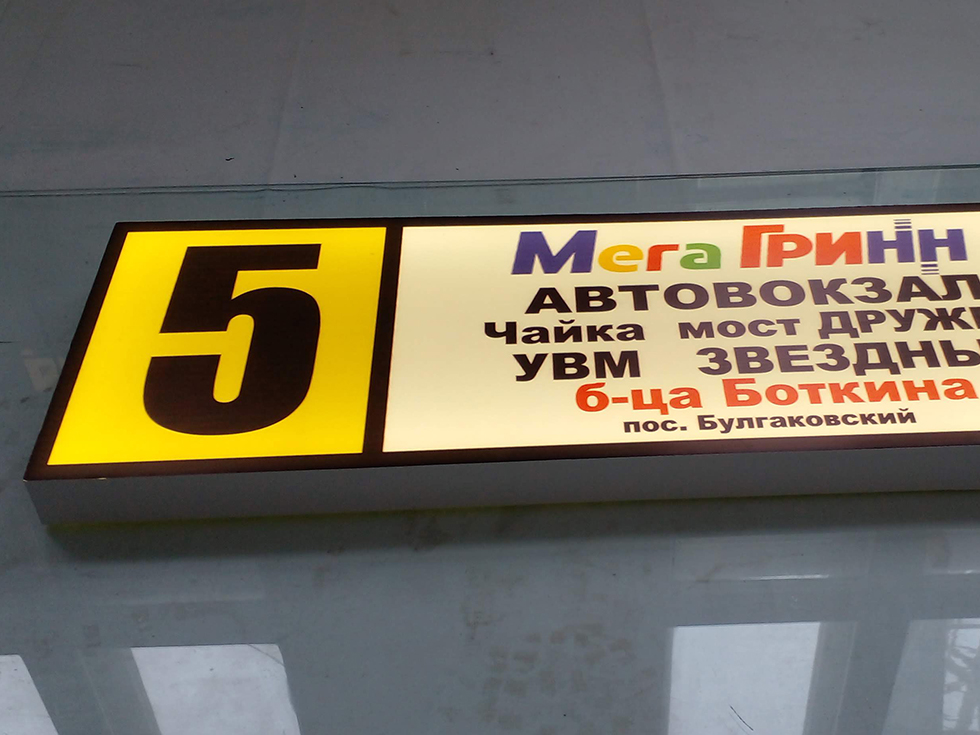 5
Мега ГРИНН
АВТОВОКЗАЛ
Чайка мост
УВМ
б-ца Боткина
пос. Булгаковский